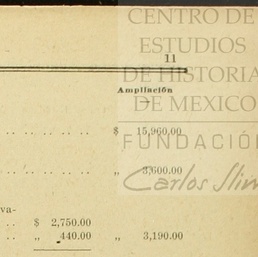 CENTRO DE
ESTUDIOS
11
DE HISTORIA
Ampliación
DE MEXICO
.. .. .. .. .. .. $ 15,960.00
FUNDACIÓN
.. .. .. .. .. .. „ 3,600.00
Carlos Slim
va-
.. $ 2,750.00
.. „ 440.00 „ 3,190.00